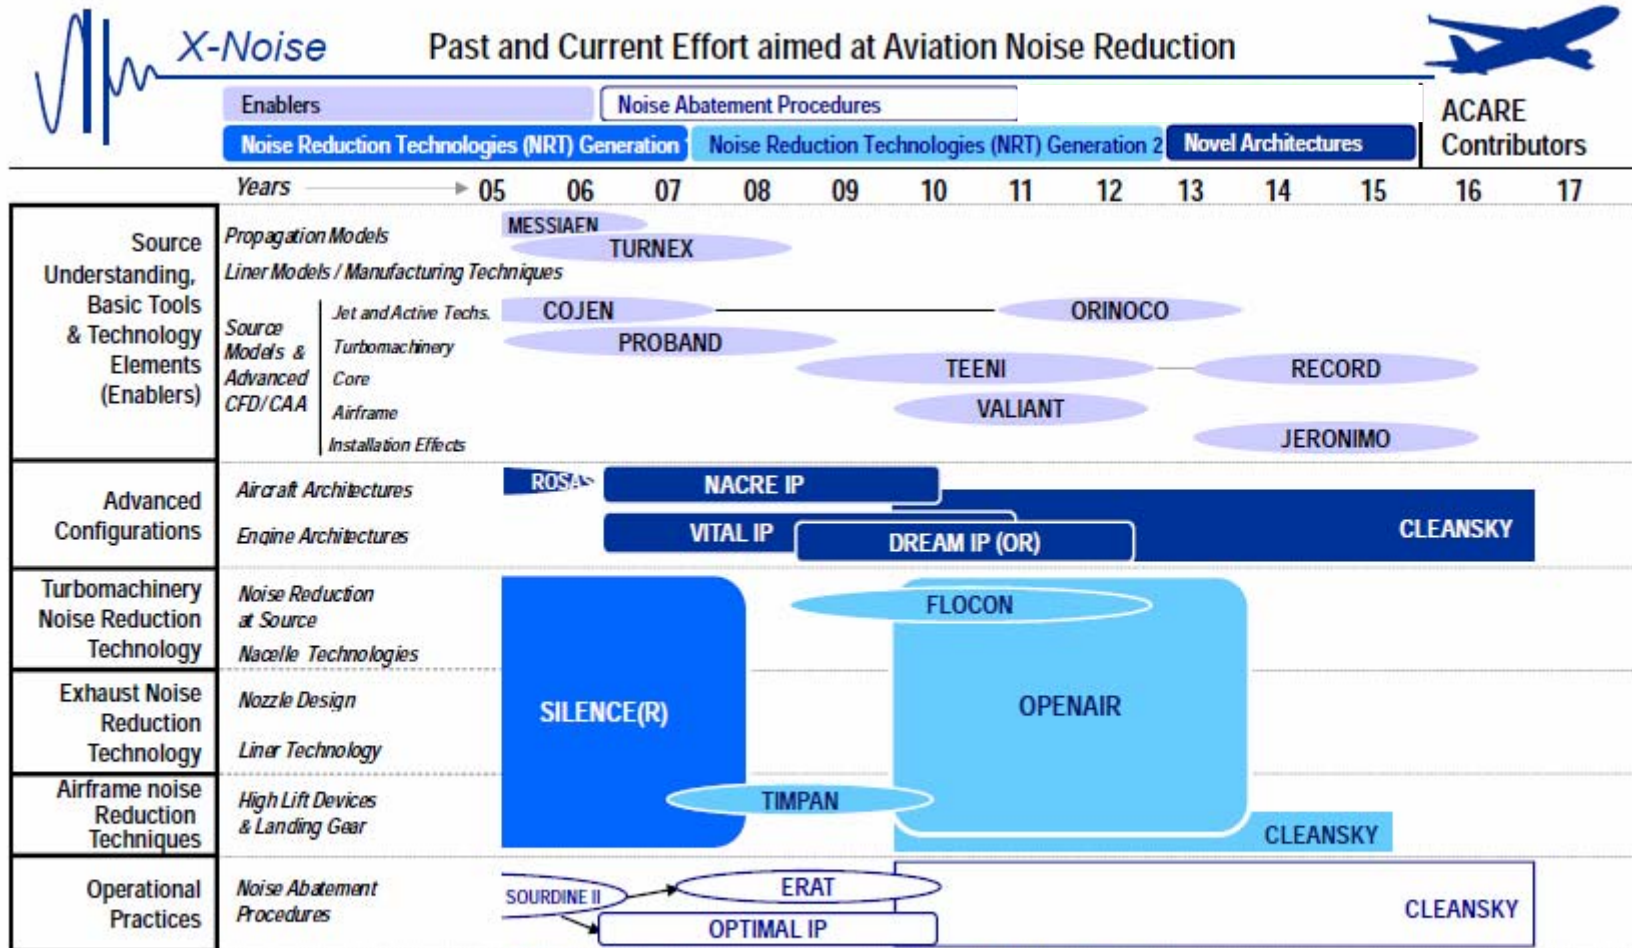 X-Noise
Past and Current Effort aimed at Aviation Noise Reduction
Enablers
Noise Abatement Procedures
ACARE
Contributors
Noise Reduction Technologies (NRT) Generation
Noise Reduction Technologies (NRT) Generation 2
Novel Architectures
Years 05 06 07 08 09 10 11 12 13 14 15 16 17
Source
Understanding,
Basic Tools
& Technology
Elements
(Enablers)
Propagation Models
Liner Models / Manufacturing Techniques
Source
Models &
Advanced
CFD/CAA
Jet and Active Techs.
Turbomachinery
Core
Airframe
Installation Effects
MESSIAEN
TURNEX
COJEN
ORINOCO
PROBAND
TEENI
RECORD
VALIANT
JERONIMO
Advanced
Configurations
Aircraft Architectures
Engine Architectures
ROSAS
NACRE IP
VITAL IP
DREAM IP (OR)
CLEANSKY
Turbomachinery
Noise Reduction
Technology
Noise Reduction
at Source
Nacelle Technologies
FLOCON
Exhaust Noise
Reduction
Technology
Nozzle Design
Liner Technology
SILENCE(R)
OPENAIR
Airframe noise
Reduction
Techniques
High Lift Devices
& Landing Gear
TIMPAN
CLEANSKY
Operational
Practices
Noise Abatement
Procedures
SOURDINE II
ERAT
OPTIMAL IP
CLEANSKY